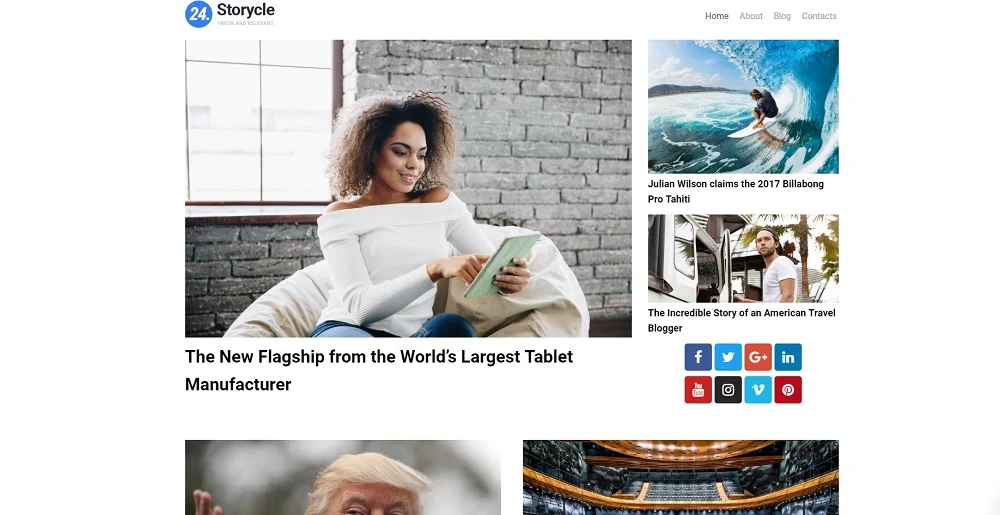 24.
Storycle
FRESH AND RELEVANT
Home About Blog Contacts
The New Flagship from the World's Largest Tablet
Manufacturer
Julian Wilson claims the 2017 Billabong
Pro Tahiti
The Incredible Story of an American Travel
Blogger
f G+ in
You
Tube